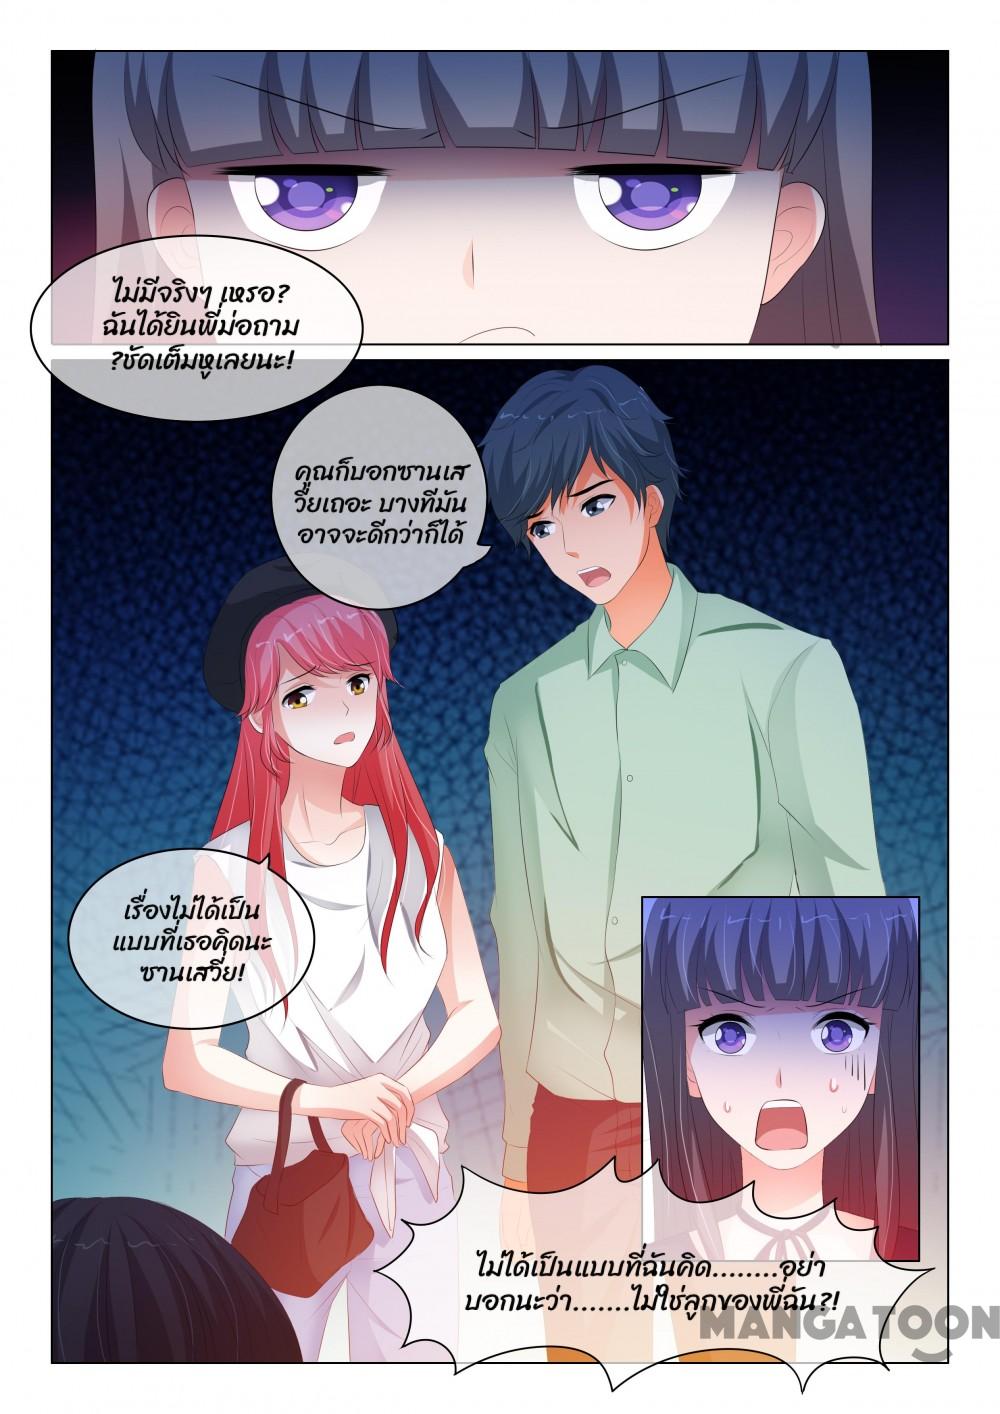 ไม่มีจริงๆ เหรอ?
ฉันได้ยินพี่ม่อถาม
?ชัดเต็มหูเลยนะ!
คุณก็บอกซานเส
วียเถอะ บางทีมัน
อาจจะดีกว่าก็ได้
เรื่องไม่ได้เป็น
แบบที่เธอคิดนะ
ซานเสวี่ย!
ไม่ได้เป็นแบบที่ฉันคิด........อย่า
บอกนะว่า.......ไม่ใช่ลูกของพี่ฉัน?!
MANGATOON